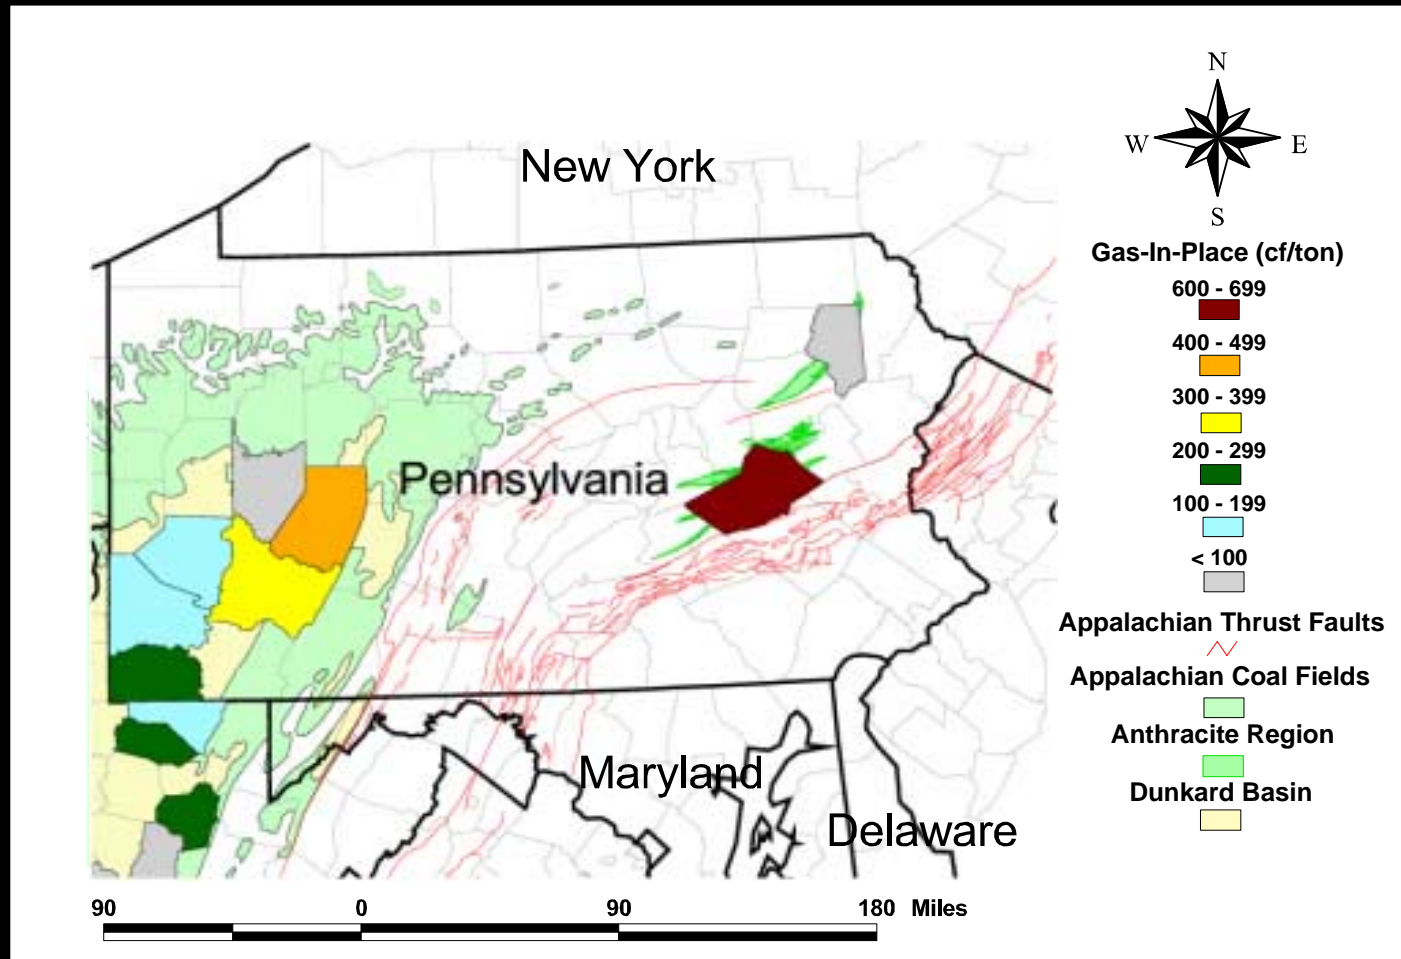 N
W E
S
New York
Pennsylvania
Maryland
Delaware
Gas-In-Place (cf/ton)
600 - 699
400 - 499
300 - 399
200 - 299
100 - 199
< 100
Appalachian Thrust Faults
Appalachian Coal Fields
Anthracite Region
Dunkard Basin
90 0 90 180 Miles